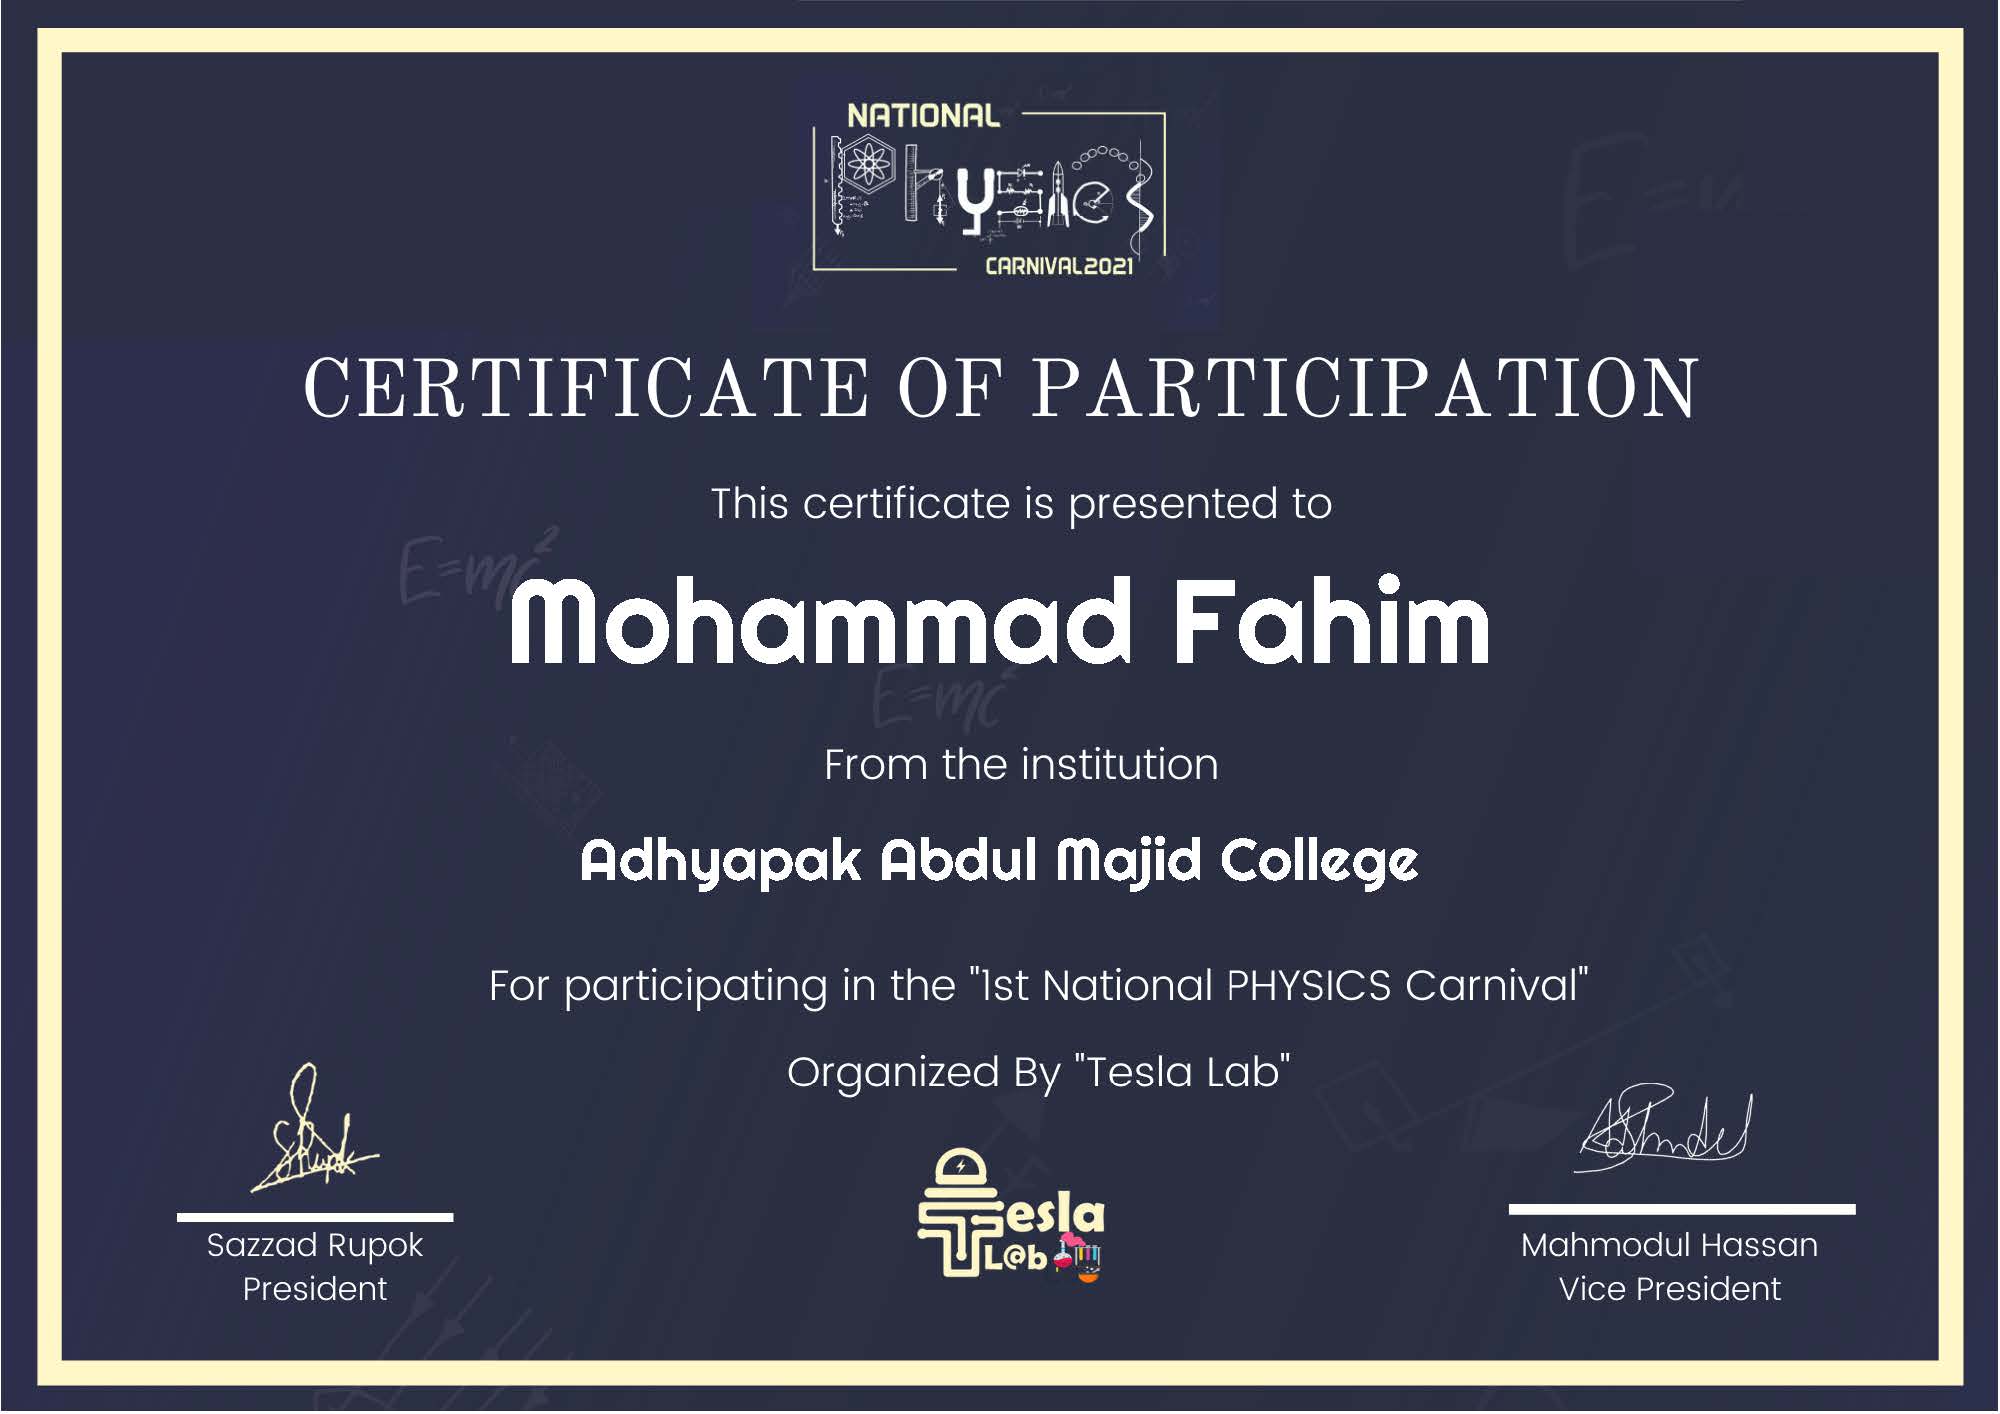 NATIONAL
Physics
CARNIVAL2021
CERTIFICATE OF PARTICIPATION
This certificate is presented to
E=mc²
Mohammad Fahim
E=mc²
From the institution
Adhyapak Abdul Majid College
For participating in the "1st National PHYSICS Carnival"
Organized By "Tesla Lab"
Tesla
L@b
Sazzad Rupok
President
Mahmodul Hassan
Vice President